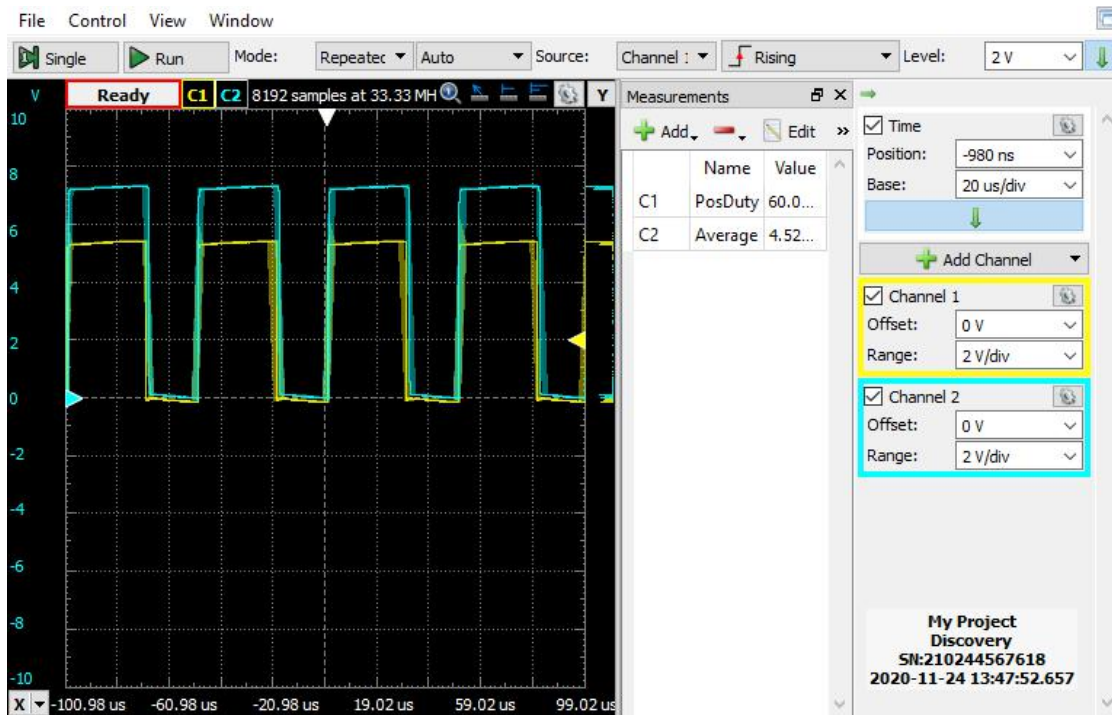 File Control View Window
Single Run Mode: Repeatec Auto Source: Channel : Rising Level: 2 V
V Ready C1 C2 8192 samples at 33.33 MH Y
10
8
6
4
2
0
-2
-4
-6
-8
-10
X -100.98 us -60.98 us -20.98 us 19.02 us 59.02 us 99.02 us
Measurements
Add Edit »
Name Value
C1 PosDuty 60.0...
C2 Average 4.52...
Time
Position: -980 ns
Base: 20 us/div
Add Channel
Channel 1
Offset: 0 V
Range: 2 V/div
Channel 2
Offset: 0 V
Range: 2 V/div
My Project
Discovery
SN:210244567618
2020-11-24 13:47:52.657